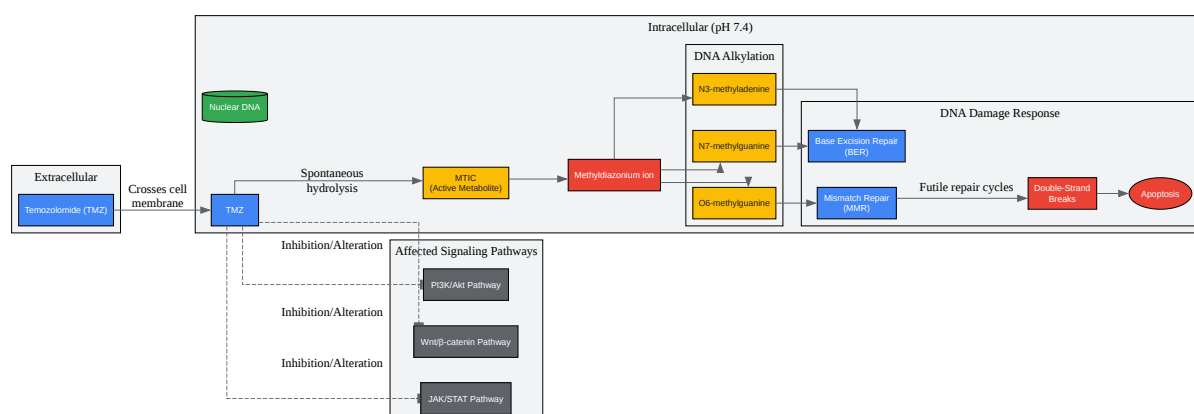 Intracellular (pH 7.4)
DNA Alkylation
N3-methyladenine
Nuclear DNA
DNA Damage Response
N7-methylguanine
Base Excision Repair
(BER)
Extracellular
Temozolomide (TMZ)
Crosses cell
membrane
TMZ
Spontaneous
hydrolysis
MTIC
(Active Metabolite)
Methyldiazonium ion
O6-methylguanine
Mismatch Repair
(MMR)
Futile repair cycles
Double-Strand
Breaks
Apoptosis
Inhibition/Alteration
Affected Signaling Pathways
PI3K/Akt Pathway
Inhibition/Alteration
Wnt/β-catenin Pathway
Inhibition/Alteration
JAK/STAT Pathway